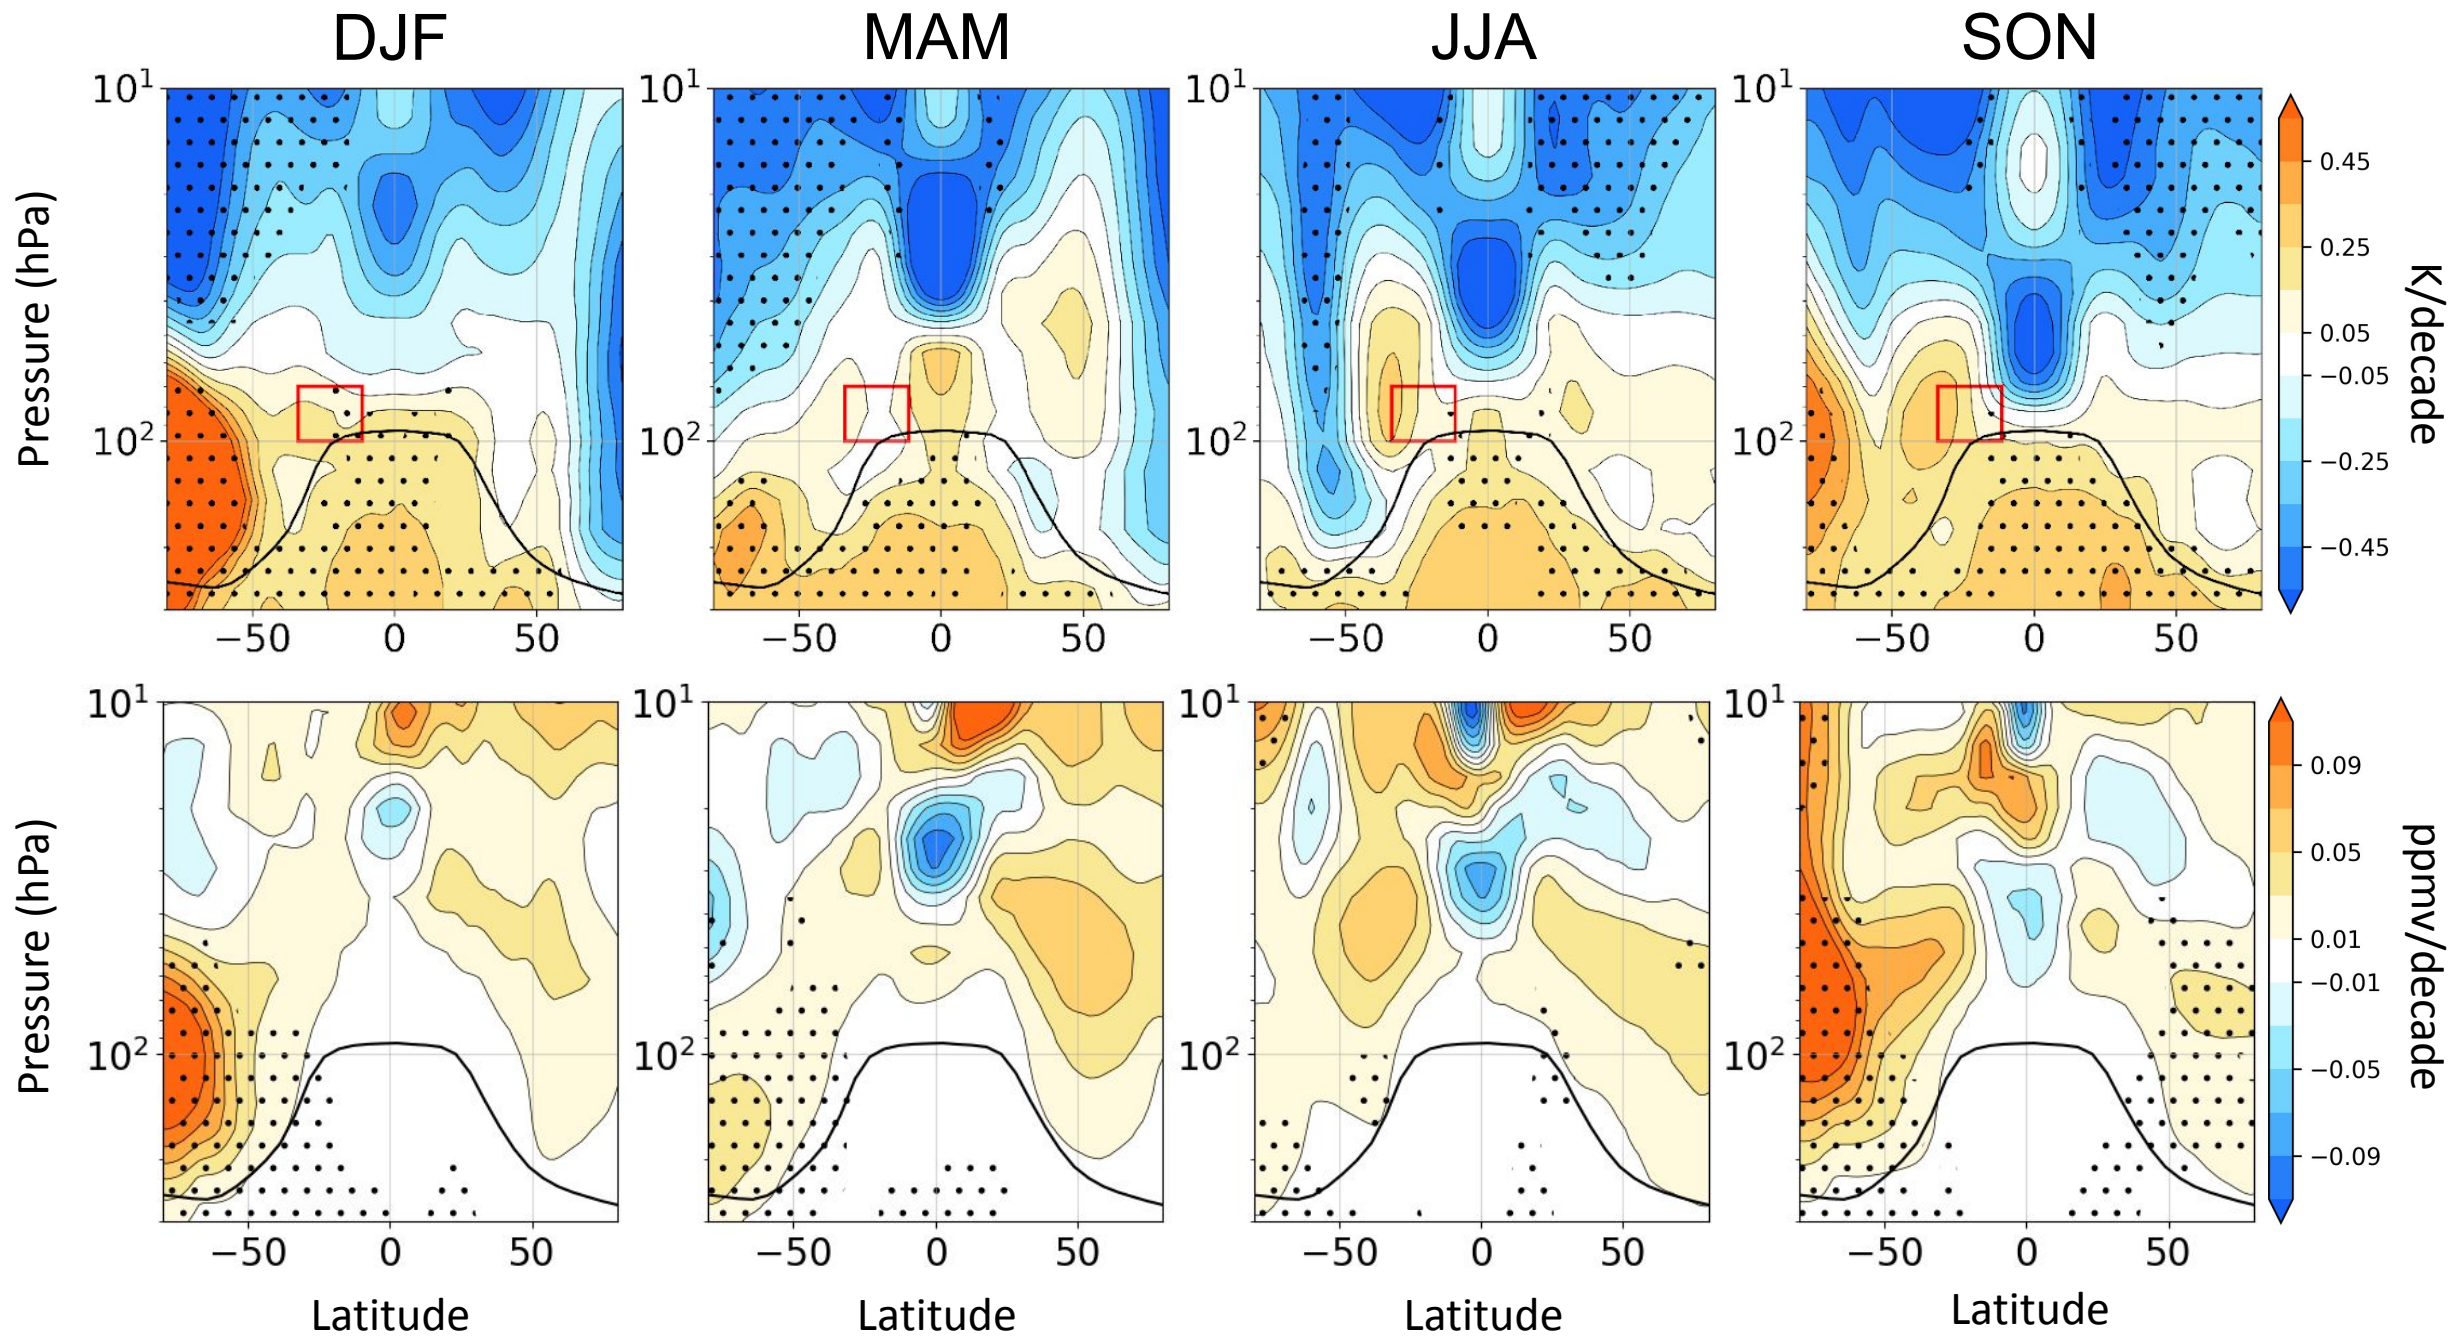 DJF MAM JJA SON
10¹ 10¹ 10¹ 10¹
Pressure (hPa)
10² 10² 10² 10²
0.45
0.25
0.05
−0.05
−0.25
−0.45
K/decade
−50 0 50 −50 0 50 −50 0 50 −50 0 50
10¹ 10¹ 10¹ 10¹
Pressure (hPa)
10² 10² 10² 10²
0.09
0.05
0.01
−0.01
−0.05
−0.09
ppmv/decade
−50 0 50 −50 0 50 −50 0 50 −50 0 50
Latitude Latitude Latitude Latitude